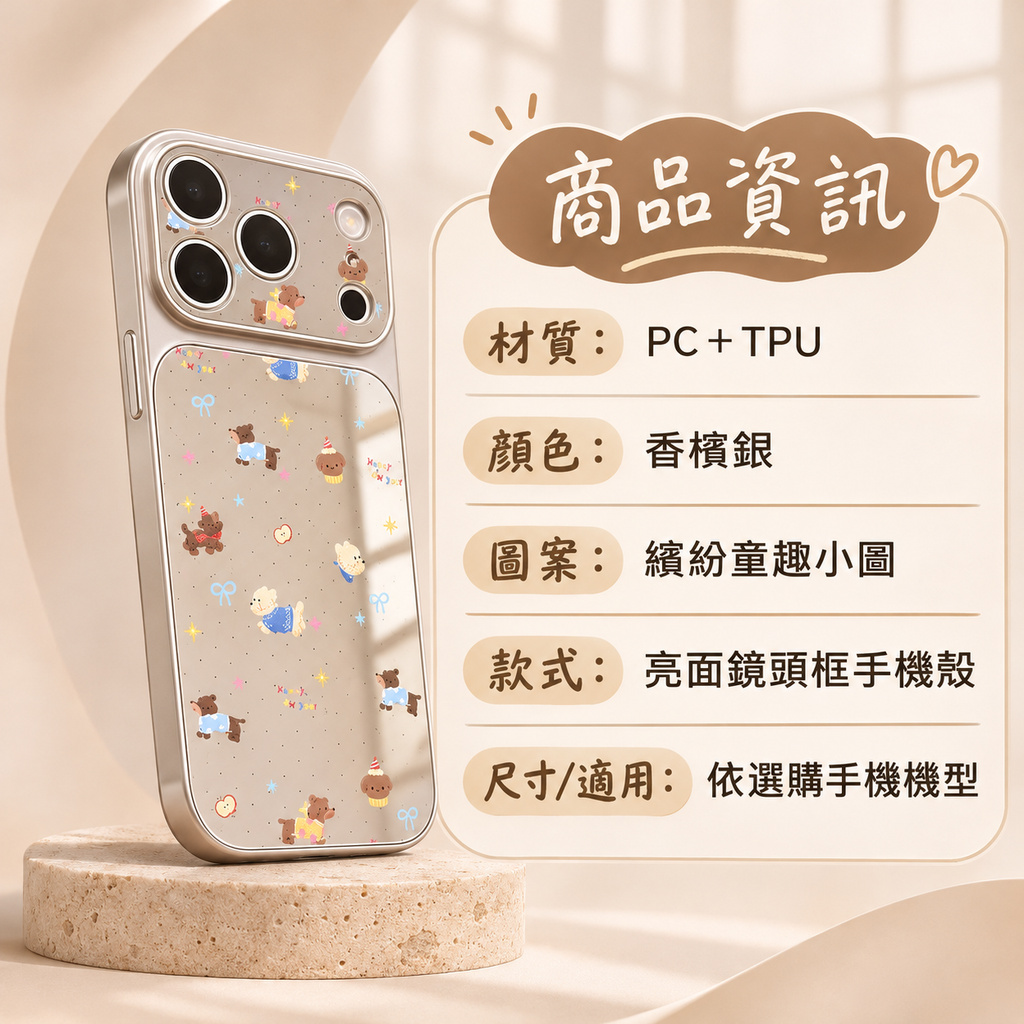 商品資訊
材質： PC＋TPU
顏色： 香檳銀
圖案： 繽紛童趣小圖
款式： 亮面鏡頭框手機殼
尺寸/適用： 依選購手機機型